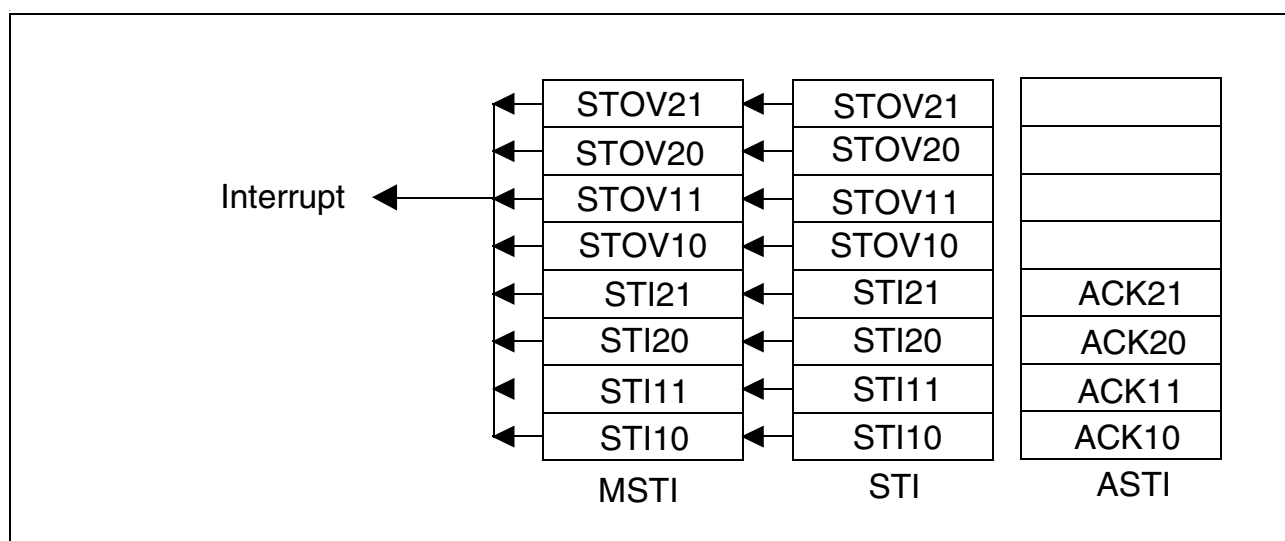 STOV21 STOV21
STOV20 STOV20
Interrupt STOV11 STOV11
STOV10 STOV10
STI21 STI21 ACK21
STI20 STI20 ACK20
STI11 STI11 ACK11
STI10 STI10 ACK10
MSTI STI ASTI